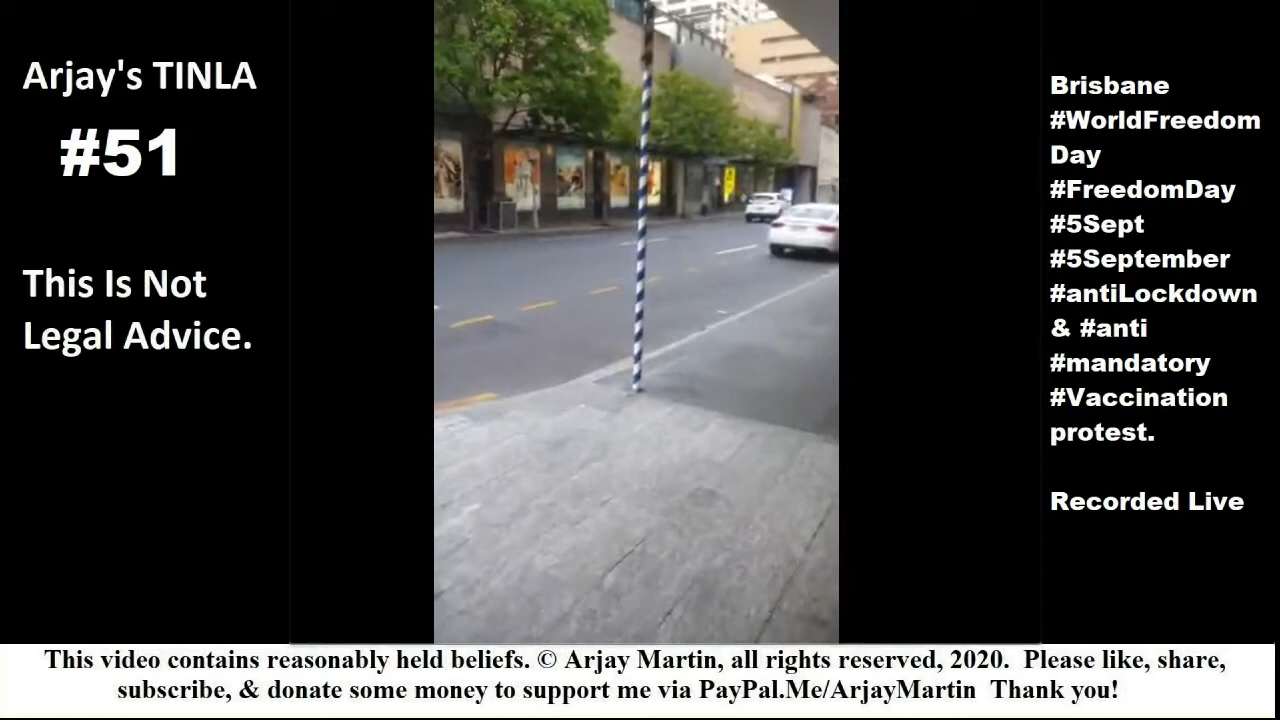 Arjay's TINLA
#51
This Is Not
Legal Advice.
Brisbane
#WorldFreedom
Day
#FreedomDay
#5Sept
#5September
#antiLockdown
& #anti
#mandatory
#Vaccination
protest.
Recorded Live
This video contains reasonably held beliefs. © Arjay Martin, all rights reserved, 2020. Please like, share,
subscribe, & donate some money to support me via PayPal.Me/ArjayMartin Thank you!